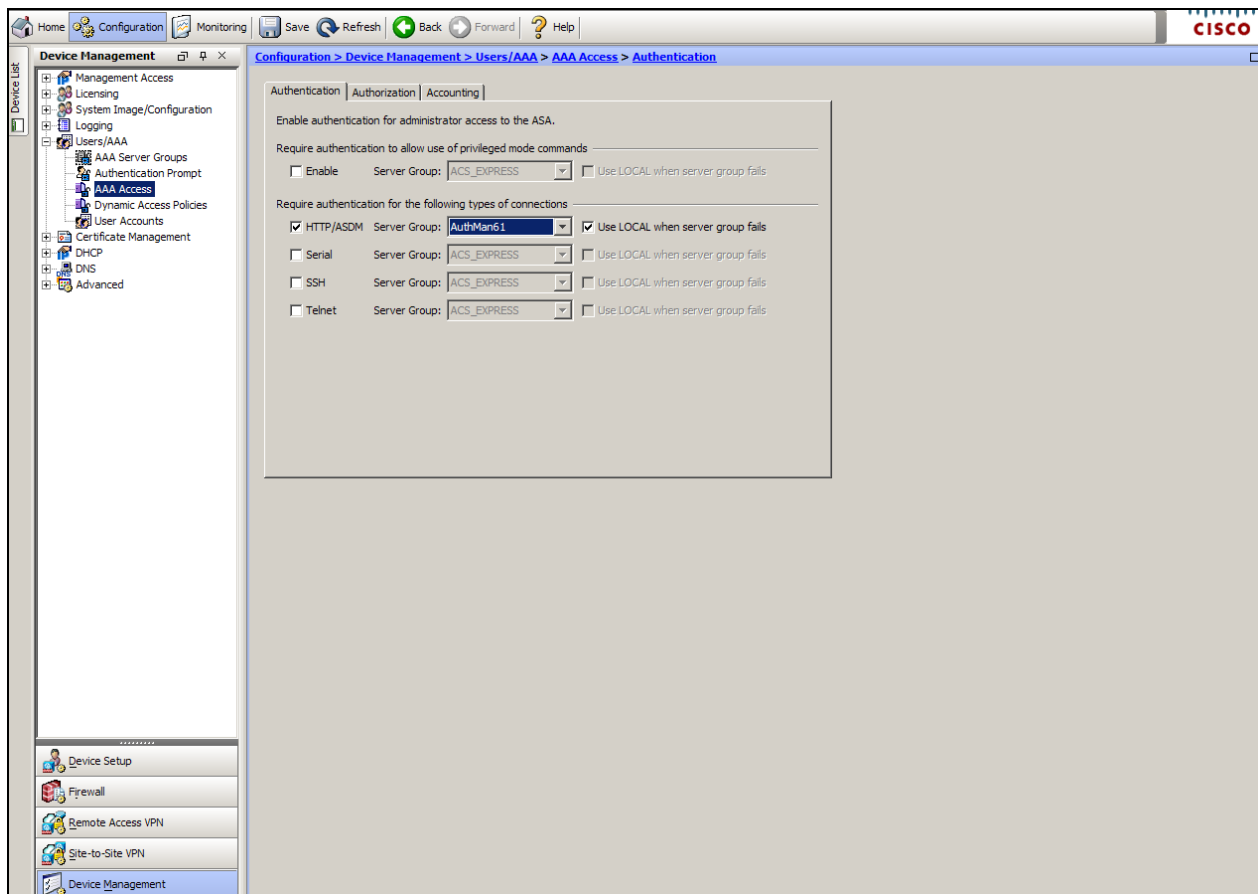 Home Configuration Monitoring Save Refresh Back Forward Help
CISCO
Device List
Device Management
Management Access
Licensing
System Image/Configuration
Logging
Users/AAA
AAA Server Groups
Authentication Prompt
AAA Access
Dynamic Access Policies
User Accounts
Certificate Management
DHCP
DNS
DNS
Advanced
Device Setup
Firewall
Remote Access VPN
Site-to-Site VPN
Device Management
Configuration > Device Management > Users/AAA > AAA Access > Authentication
Authentication Authorization Accounting
Enable authentication for administrator access to the ASA.
Require authentication to allow use of privileged mode commands
Enable Server Group: ACS_EXPRESS Use LOCAL when server group fails
Require authentication for the following types of connections
HTTP/ASDM Server Group: AuthMan61 Use LOCAL when server group fails
Serial Server Group: ACS_EXPRESS Use LOCAL when server group fails
SSH Server Group: ACS_EXPRESS Use LOCAL when server group fails
Telnet Server Group: ACS_EXPRESS Use LOCAL when server group fails